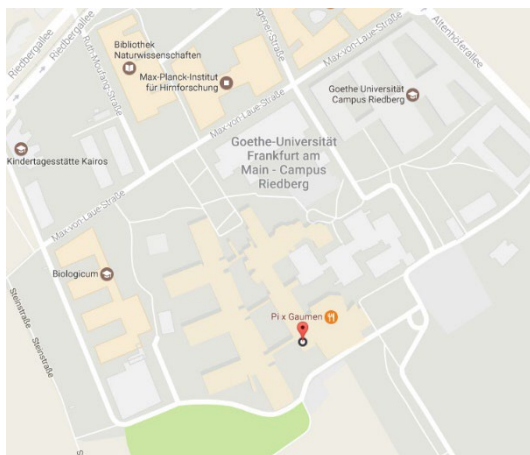 Riedbergallee
Riedbergallee
Ruth-Moufang-Straße
Bibliothek
Naturwissenschaften
Max-Planck-Institut
für Hirnforschung
Max-von-Laue-Straße
Max-von-Laue-Straße
Altenhöferallee
Goethe Universität
Campus Riedberg
Goethe-Universität
Frankfurt am
Main - Campus
Riedberg
Kindertagesstätte Kairos
Max-von-Laue-Straße
Biologicum
Steinstraße
Steinstraße
Pi x Gaumen